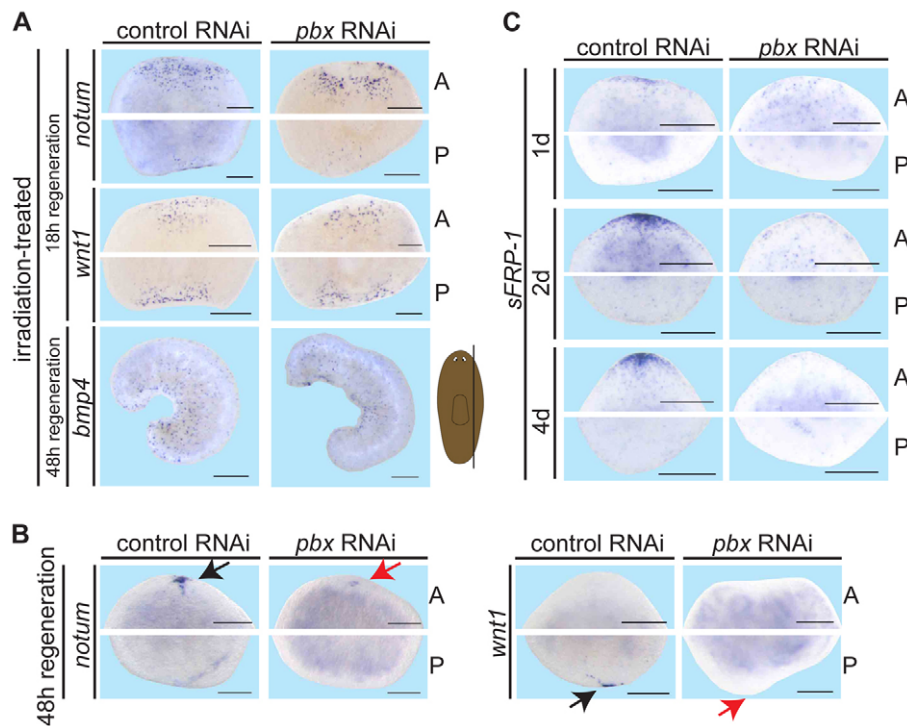 A
control RNAi
pbx RNAi
irradiation-treated
18h regeneration
notum
A
P
wnt1
A
P
48h regeneration
bmp4
B
control RNAi
pbx RNAi
48h regeneration
notum
A
P
control RNAi
pbx RNAi
wnt1
A
P
C
control RNAi
pbx RNAi
sFRP-1
1d
A
P
2d
A
P
4d
A
P